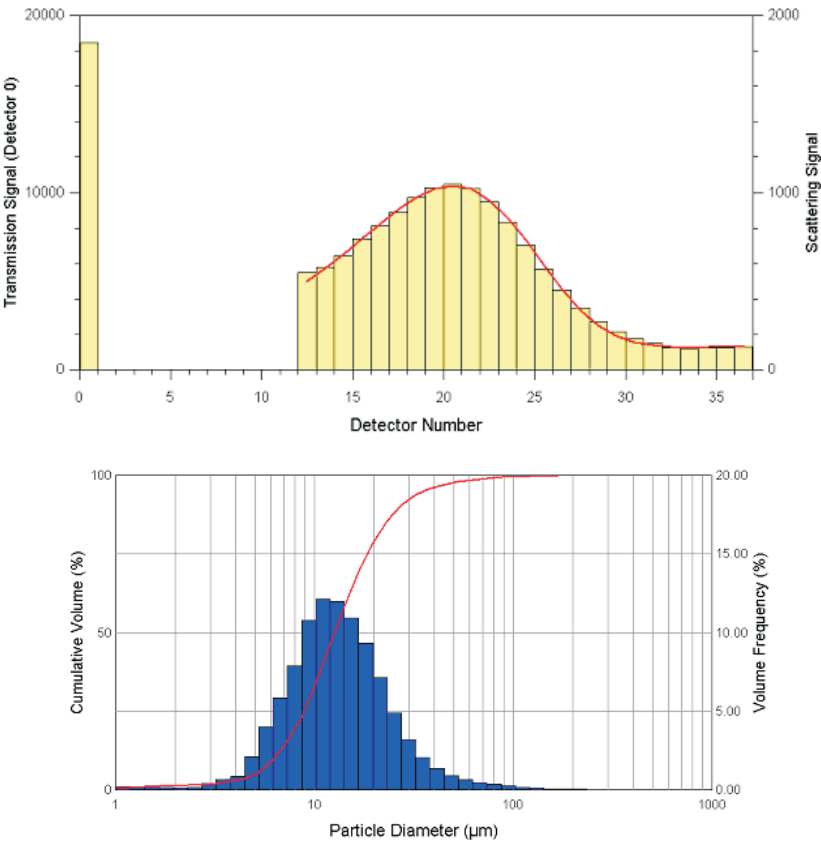 20000
2000
Transmission Signal (Detector 0)
Scattering Signal
10000
1000
0
0
0 5 10 15 20 25 30 35
Detector Number
100
20.00
Cumulative Volume (%)
Volume Frequency (%)
15.00
50
10.00
5.00
0
0.00
1 10 100 1000
Particle Diameter (μm)